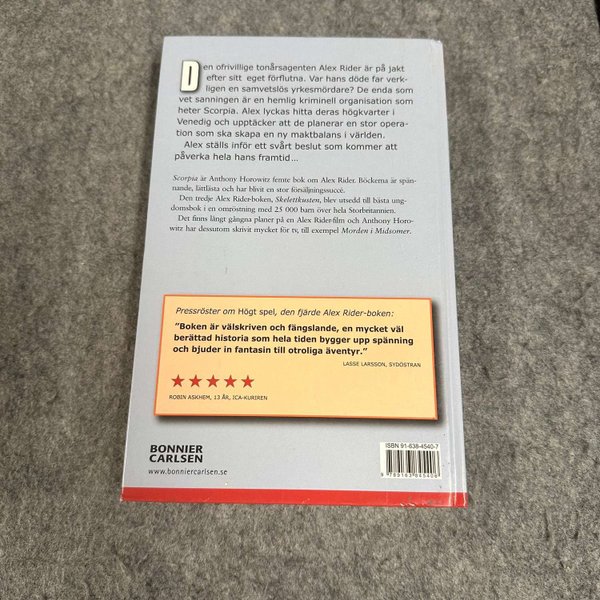 Den ofrivillige tonårsagenten Alex Rider är på jakt
efter sitt eget förflutna. Var hans döde far verk-
ligen en samvetslös yrkesmördare? De enda som
vet sanningen är en hemlig kriminell organisation som
heter Scorpia. Alex lyckas hitta deras högkvarter i
Venedig och upptäcker att de planerar en stor opera-
tion som ska skapa en ny maktbalans i världen.
Alex ställs inför ett svårt beslut som kommer att
påverka hela hans framtid...
Scorpia är Anthony Horowitz femte bok om Alex Rider. Böckerna är spän-
nande, lättlästa och har blivit en stor försäljningssuccé.
Den tredje Alex Rider-boken, Skelettkusten, blev utsedd till bästa ung-
domsbok i en omröstning med 25 000 barn över hela Storbritannien.
Det finns långt gångna planer på en Alex Rider-film och Anthony Horo-
witz har dessutom skrivit mycket för tv, till exempel Morden i Midsomer.
Pressröster om Högt spel, den fjärde Alex Rider-boken:
"Boken är välskriven och fängslande, en mycket väl
berättad historia som hela tiden bygger upp spänning
och bjuder in fantasin till otroliga äventyr."
LASSE LARSSON, SYDÖSTRAN
ROBIN ASKHEM, 13 ÅR, ICA-KURIREN
BONNIER
CARLSEN
www.bonniercarlsen.se
ISBN 91-638-4540-7
9 789163 845406